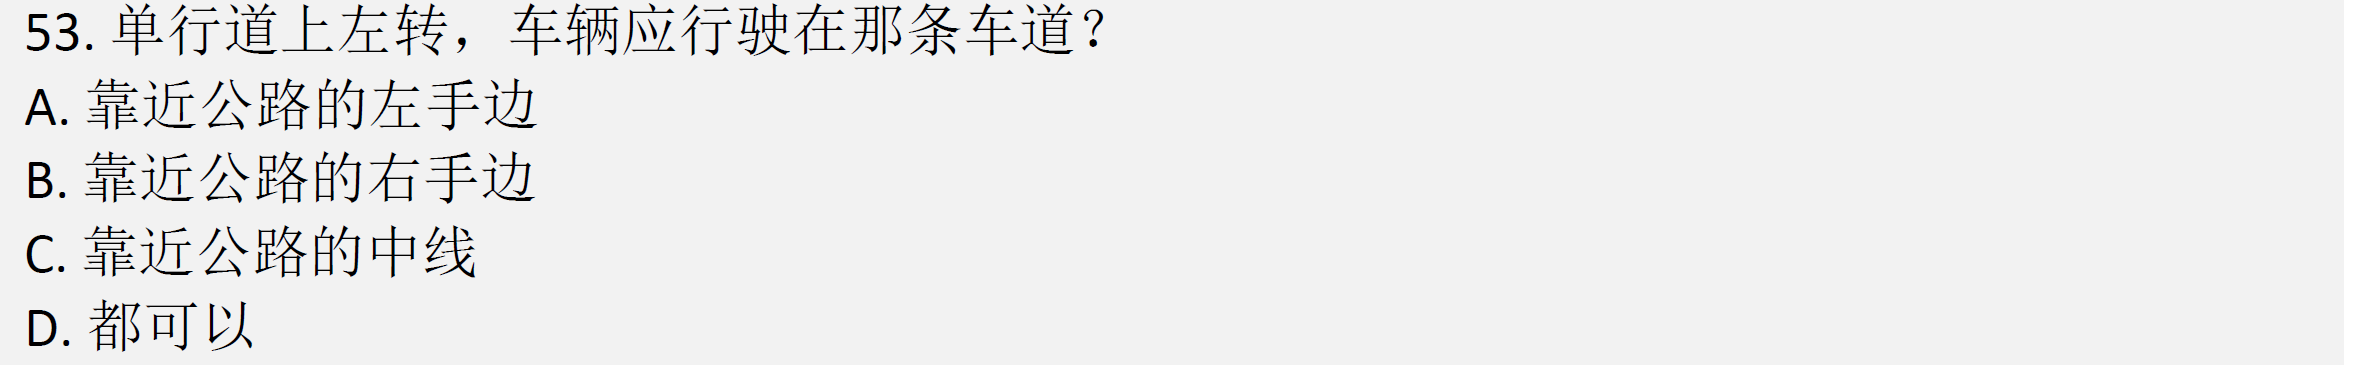 53. 单行道上左转，车辆应行驶在那条车道？
A. 靠近公路的左手边
B. 靠近公路的右手边
C. 靠近公路的中线
D. 都可以